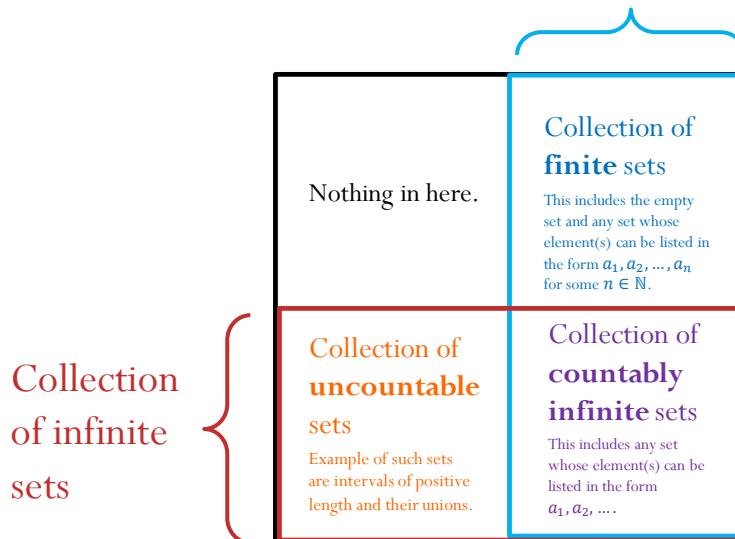 Nothing in here.
Collection of
finite sets
This includes the empty
set and any set whose
element(s) can be listed in
the form a₁, a₂, …, aₙ
for some n ∈ ℕ.
Collection
of infinite
sets
Collection of
uncountable
sets
Example of such sets
are intervals of positive
length and their unions.
Collection of
countably
infinite sets
This includes any set
whose element(s) can be
listed in the form
a₁, a₂, … .